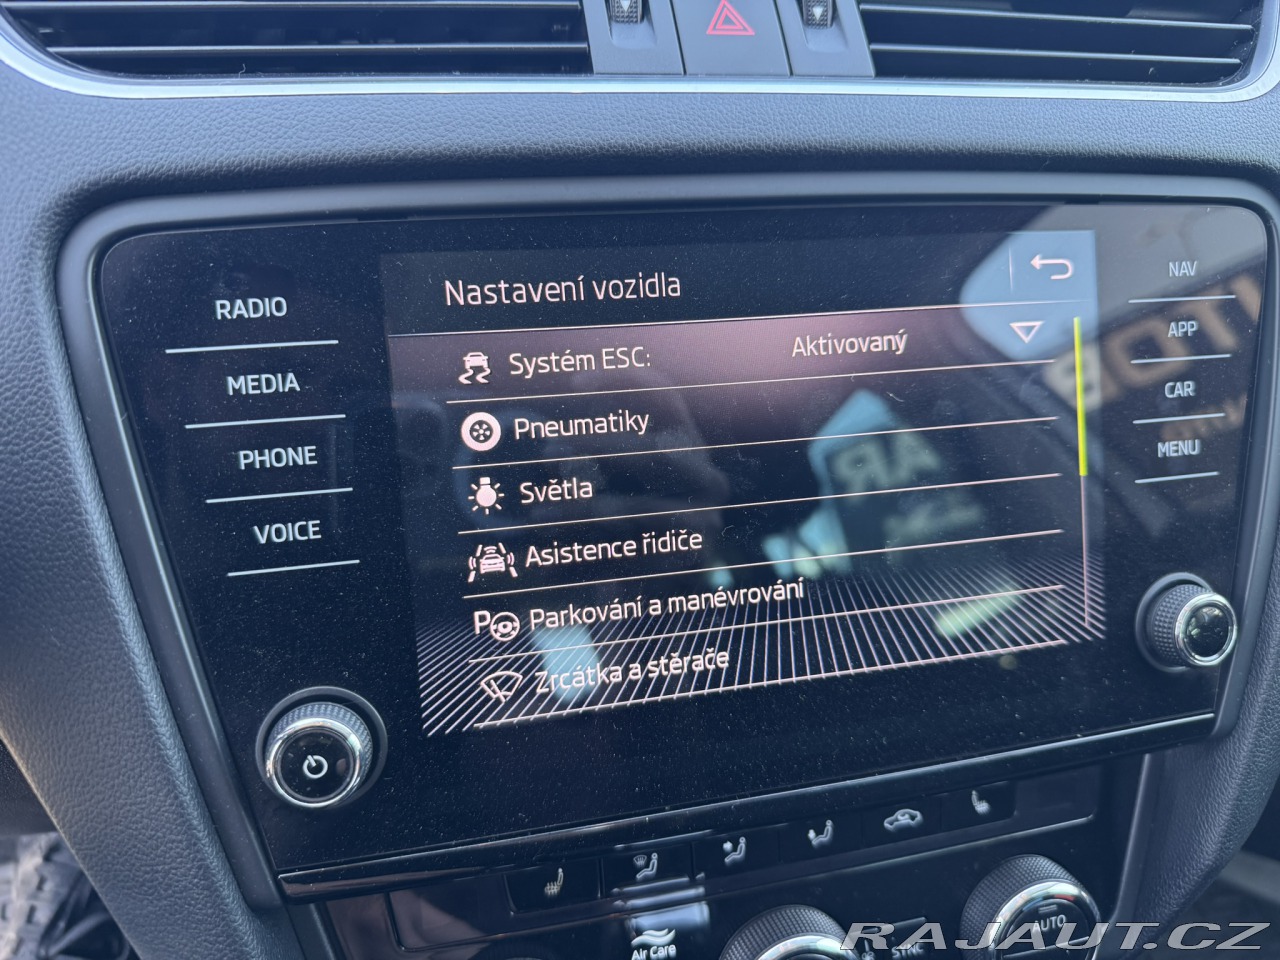 Nastavení vozidla
Systém ESC: Aktivovaný
Pneumatiky
Světla
Asistence řidiče
P Parkování a manévrování
Zrcátka a stěrače
RADIO
MEDIA
PHONE
VOICE
NAV
APP
CAR
MENU
Air Care
SYNC
AUTO
RAJAUT.CZ